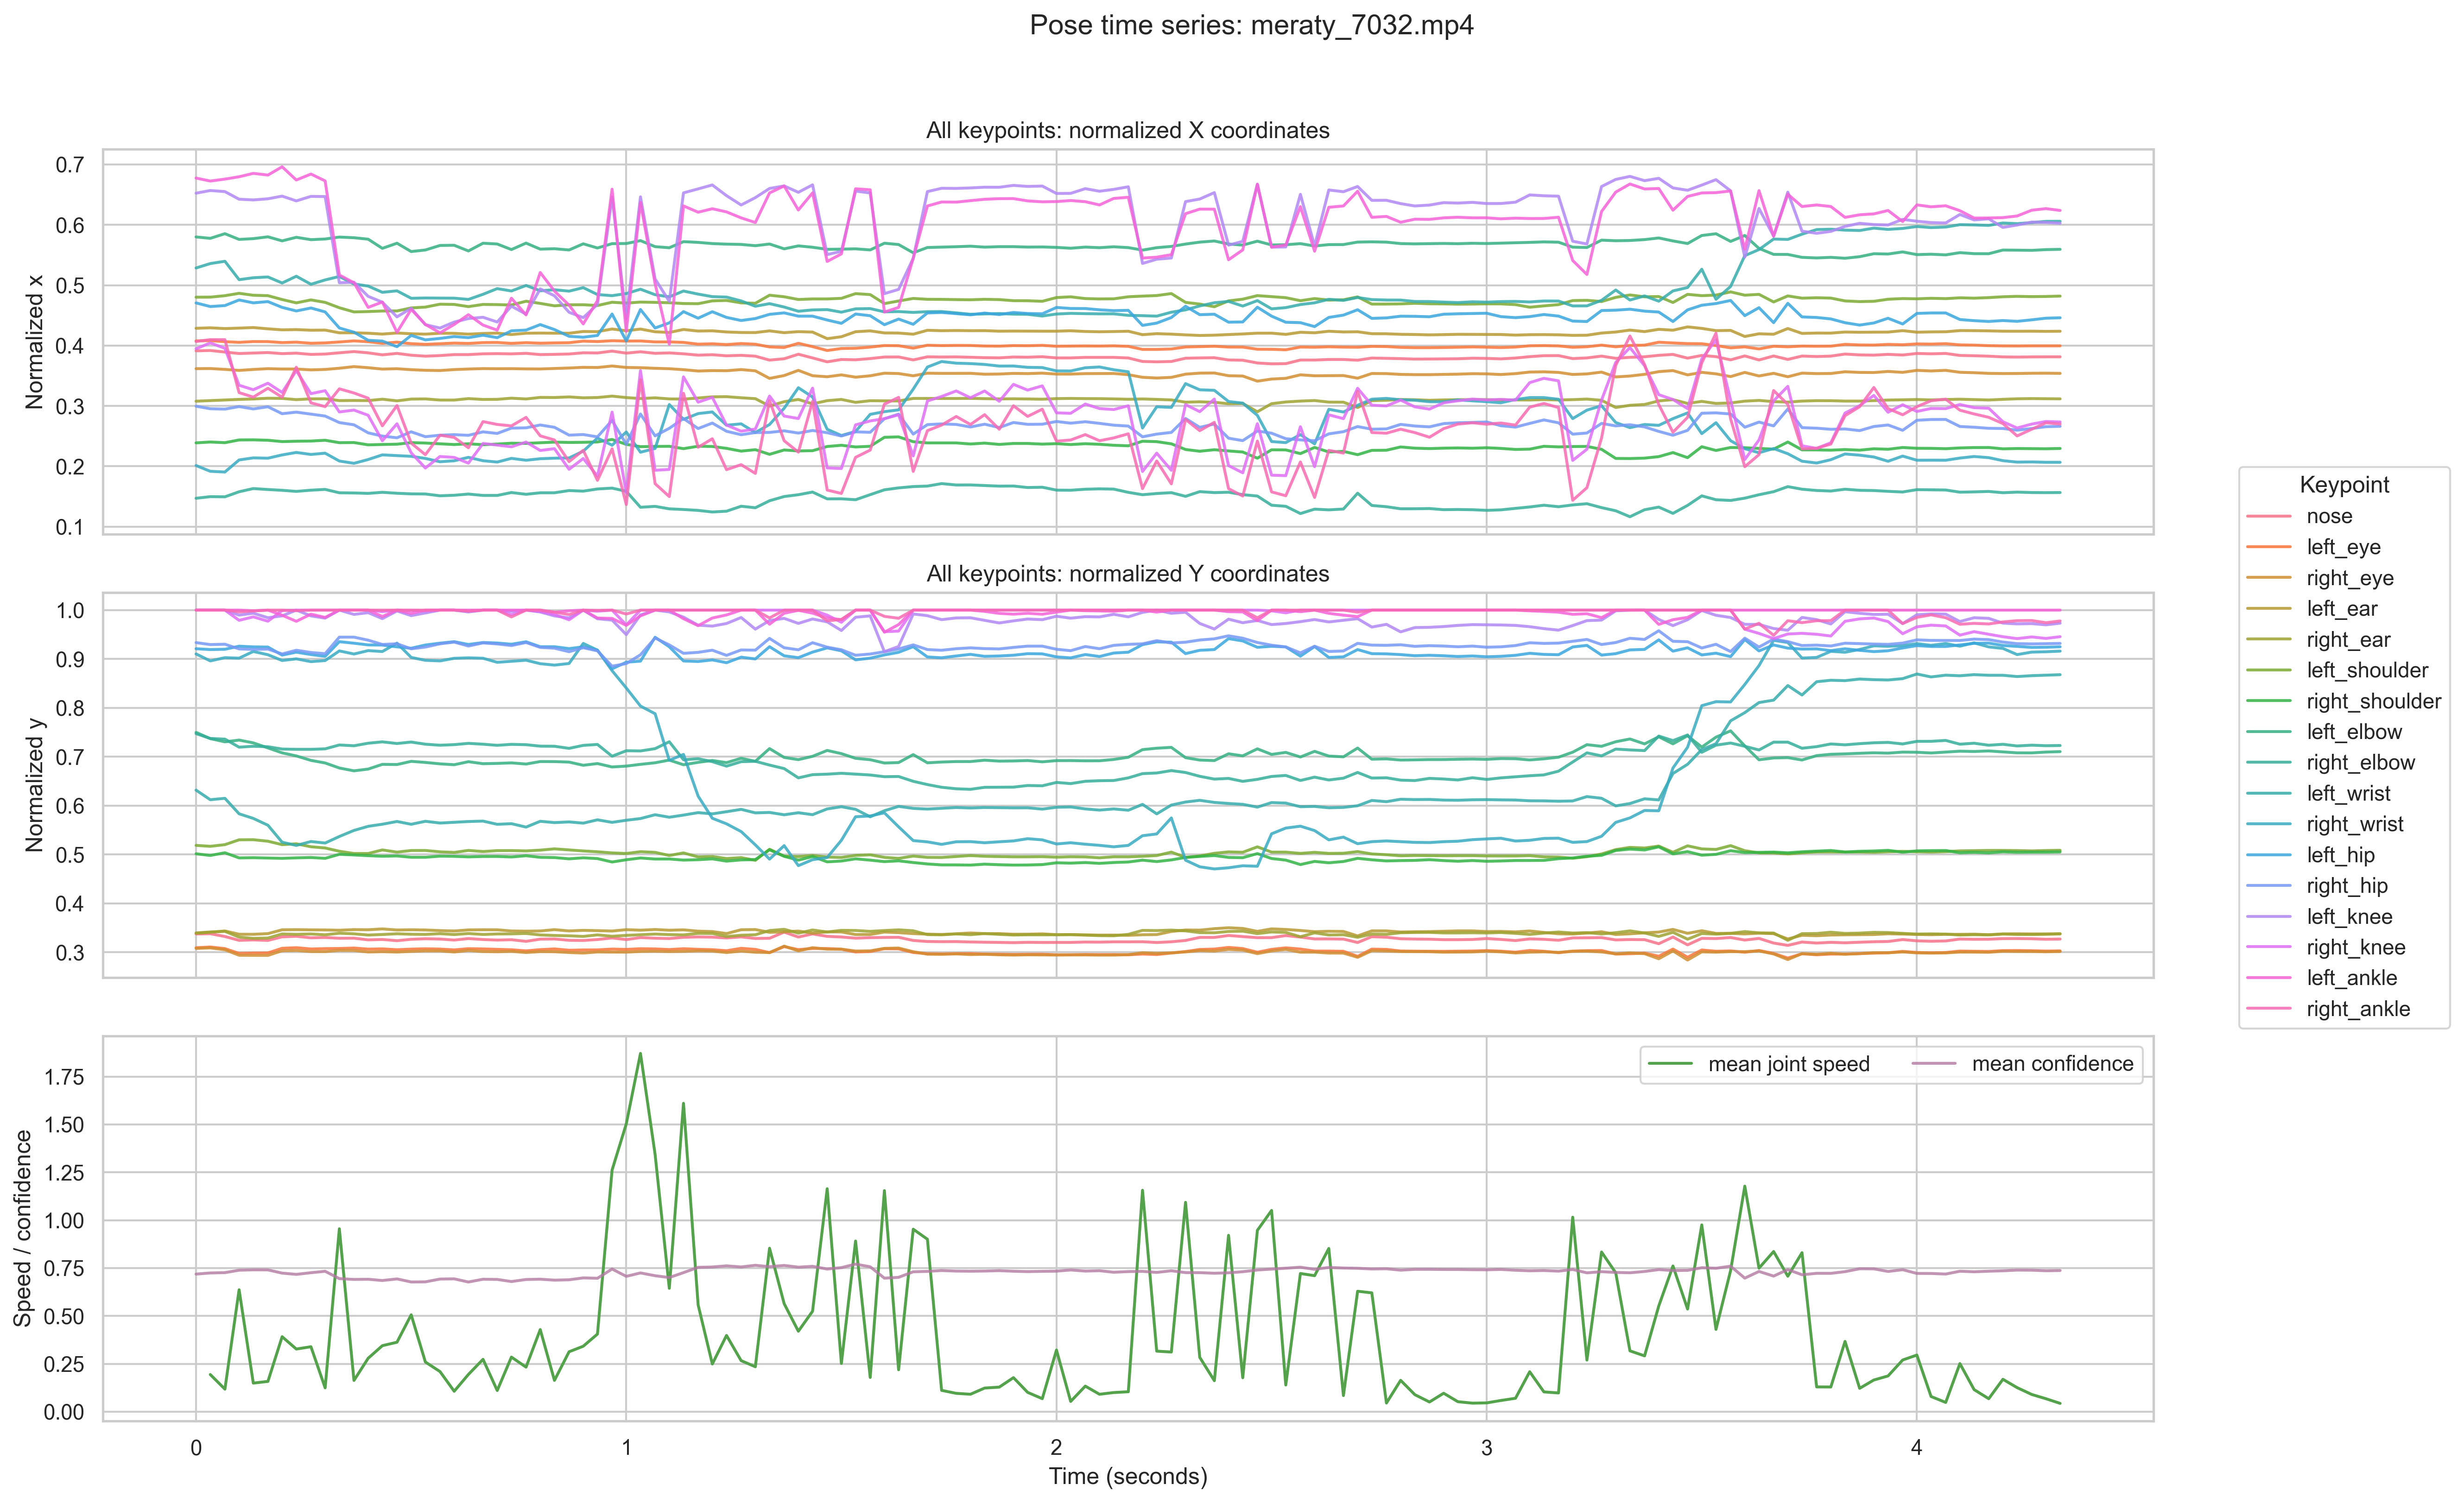 Pose time series: meraty_7032.mp4
All keypoints: normalized X coordinates
Normalized x
0.7
0.6
0.5
0.4
0.3
0.2
0.1
All keypoints: normalized Y coordinates
Normalized y
1.0
0.9
0.8
0.7
0.6
0.5
0.4
0.3
Keypoint
nose
left_eye
right_eye
left_ear
right_ear
left_shoulder
right_shoulder
left_elbow
right_elbow
left_wrist
right_wrist
left_hip
right_hip
left_knee
right_knee
left_ankle
right_ankle
Speed / confidence
1.75
1.50
1.25
1.00
0.75
0.50
0.25
0.00
mean joint speed mean confidence
0 1 2 3 4
Time (seconds)